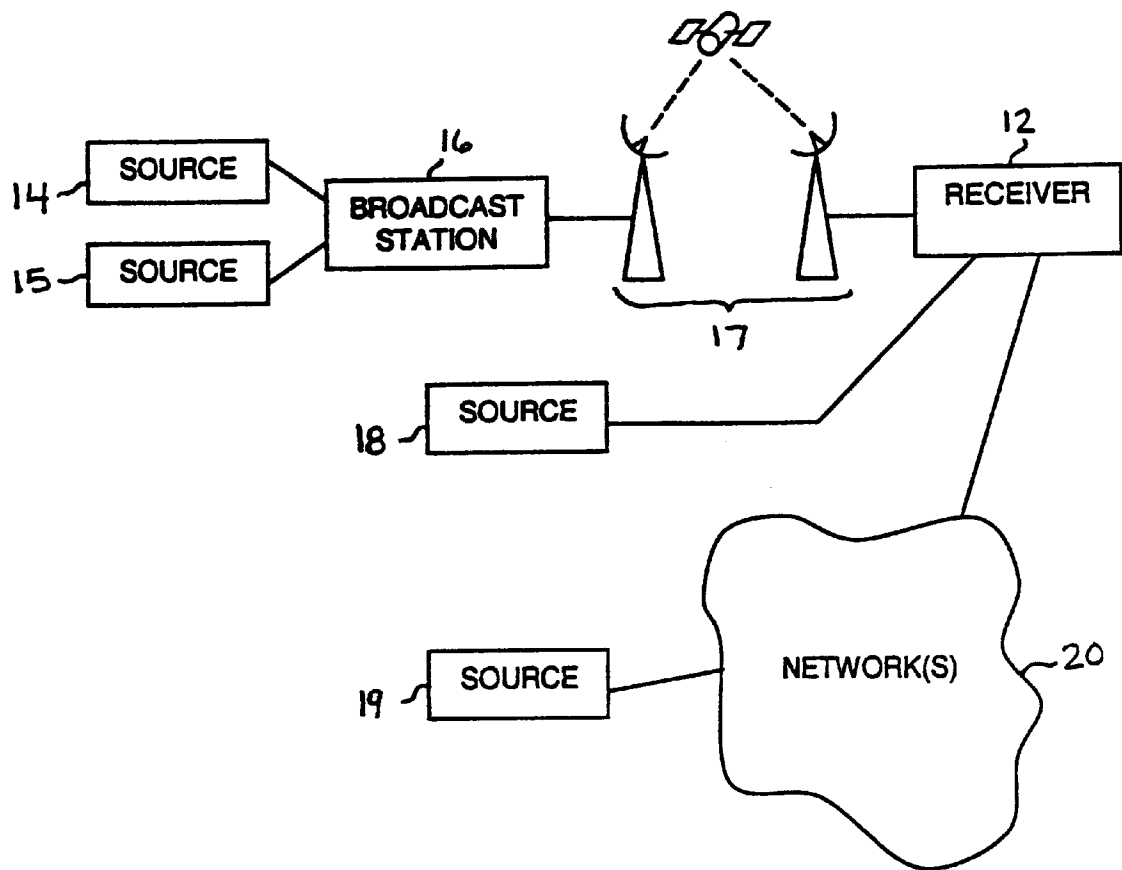 16
12
SOURCE
14
BROADCAST
STATION
RECEIVER
SOURCE
15
17
SOURCE
18
NETWORK(S)
20
SOURCE
19